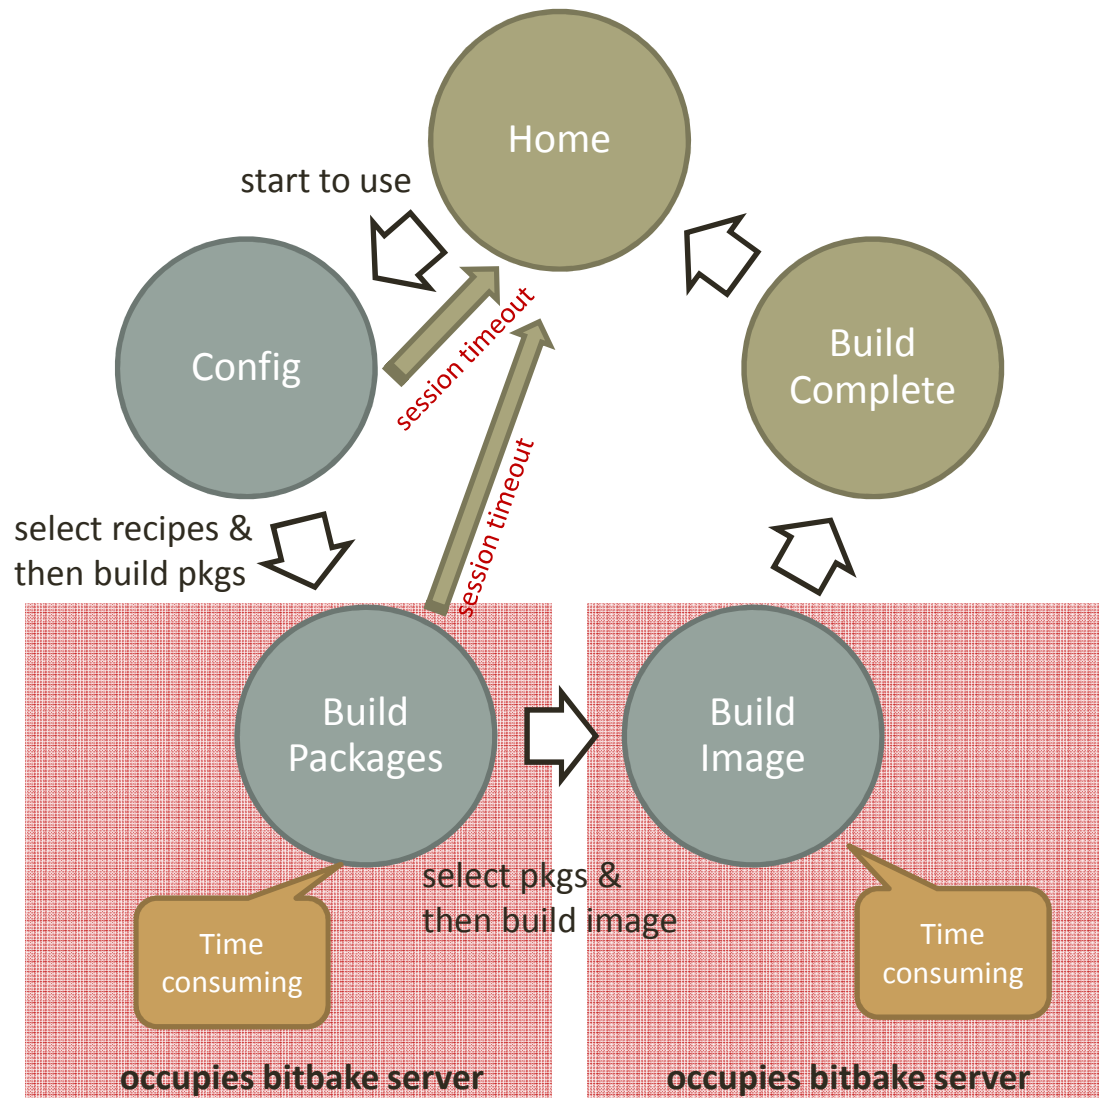 Home
start to use
Config
session timeout
Build
Complete
session timeout
select recipes &
then build pkgs
Build
Packages
Build
Image
select pkgs &
then build image
Time
consuming
Time
consuming
occupies bitbake server
occupies bitbake server